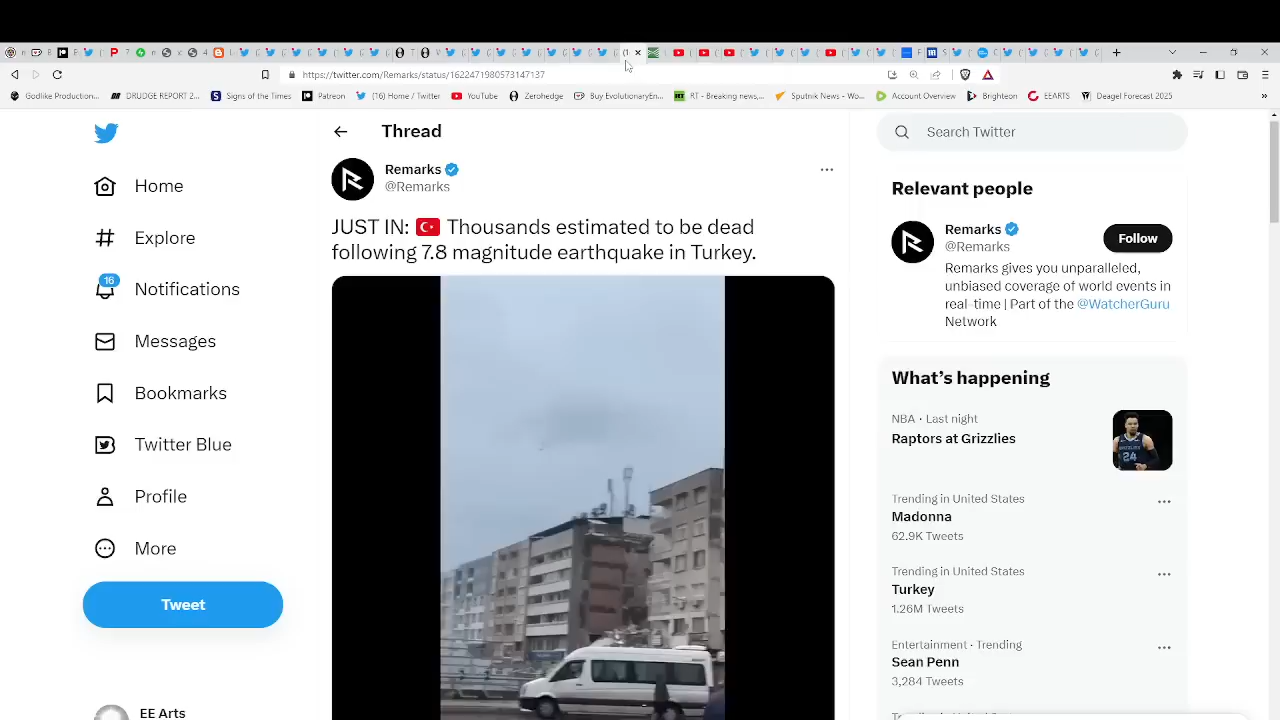 https://twitter.com/Remarks/status/1622471980573147137
Godlike Production...
DRUDGE REPORT 2...
Signs of the Times
Patreon
(16) Home / Twitter
YouTube
Zerohedge
Buy EvolutionaryEn...
RT - Breaking news,...
Sputnik News - Wo...
Account Overview
Brighteon
EEARTS
Deagel Forecast 2025
»
Home
Explore
16
Notifications
Messages
Bookmarks
Twitter Blue
Profile
More
Tweet
EE Arts
Thread
Remarks
@Remarks
JUST IN: 🇹🇷 Thousands estimated to be dead
following 7.8 magnitude earthquake in Turkey.
Search Twitter
Relevant people
Remarks
@Remarks
Follow
Remarks gives you unparalleled,
unbiased coverage of world events in
real-time | Part of the @WatcherGuru
Network
What's happening
NBA · Last night
Raptors at Grizzlies
Trending in United States
Madonna
62.9K Tweets
Trending in United States
Turkey
1.26M Tweets
Entertainment · Trending
Sean Penn
3,284 Tweets